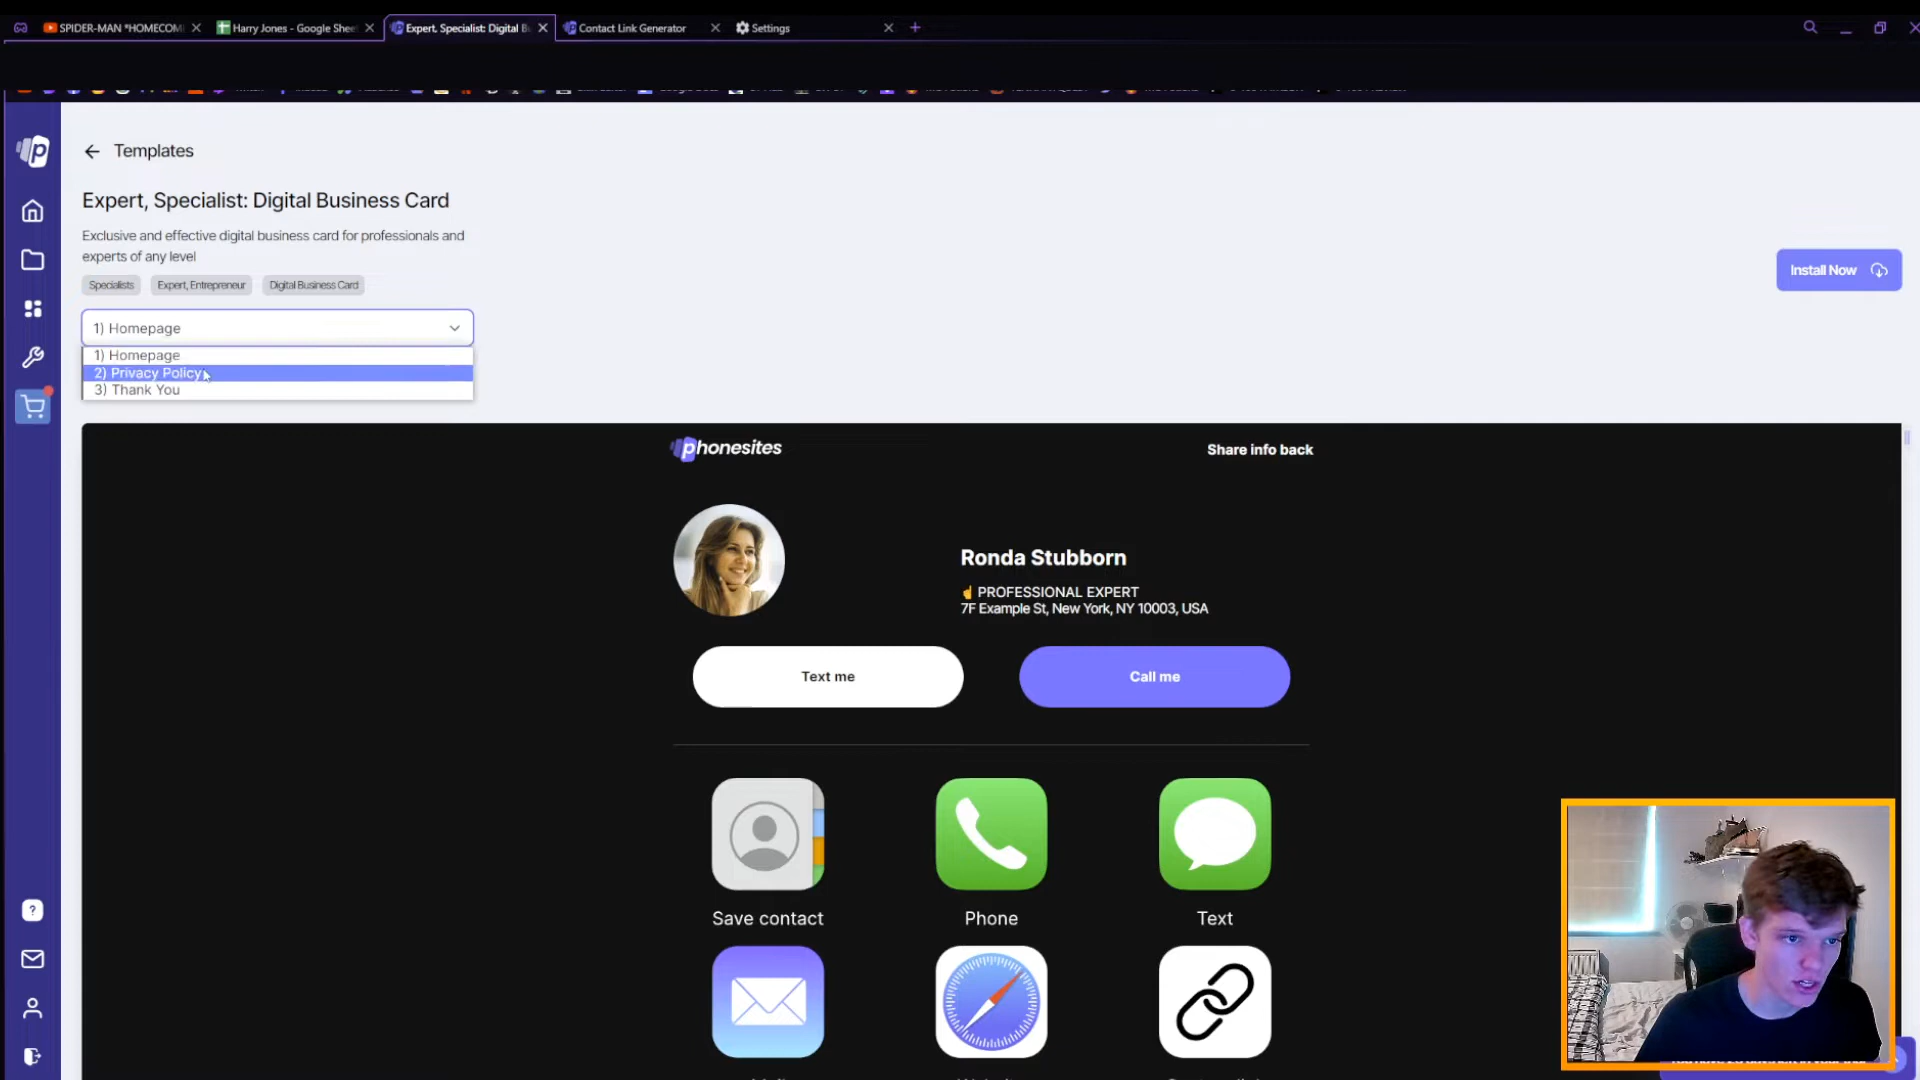 SPIDER-MAN *HOMECOM
Harry Jones - Google Shee
Expert, Specialist: Digital B
Contact Link Generator
Settings
Templates
Expert, Specialist: Digital Business Card
Exclusive and effective digital business card for professionals and
experts of any level
Specialists
Expert, Entrepreneur
Digital Business Card
Install Now
1) Homepage
1) Homepage
2) Privacy Policy
3) Thank You
phonesites
Share info back
Ronda Stubborn
☝ PROFESSIONAL EXPERT
7F Example St, New York, NY 10003, USA
Text me
Call me
Save contact
Phone
Text